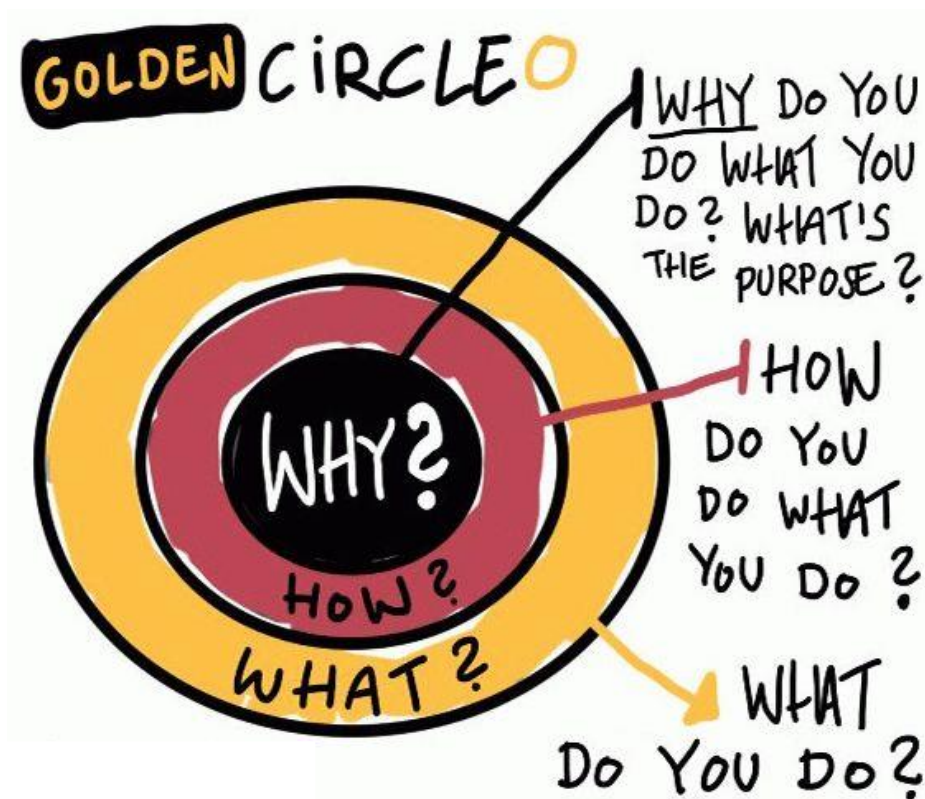 GOLDEN CIRCLE
WHY DO YOU
DO WHAT YOU
DO? WHAT'S
THE PURPOSE?
HOW
DO YOU
DO WHAT
YOU DO?
WHY?
HOW?
WHAT?
WHAT
DO YOU DO?